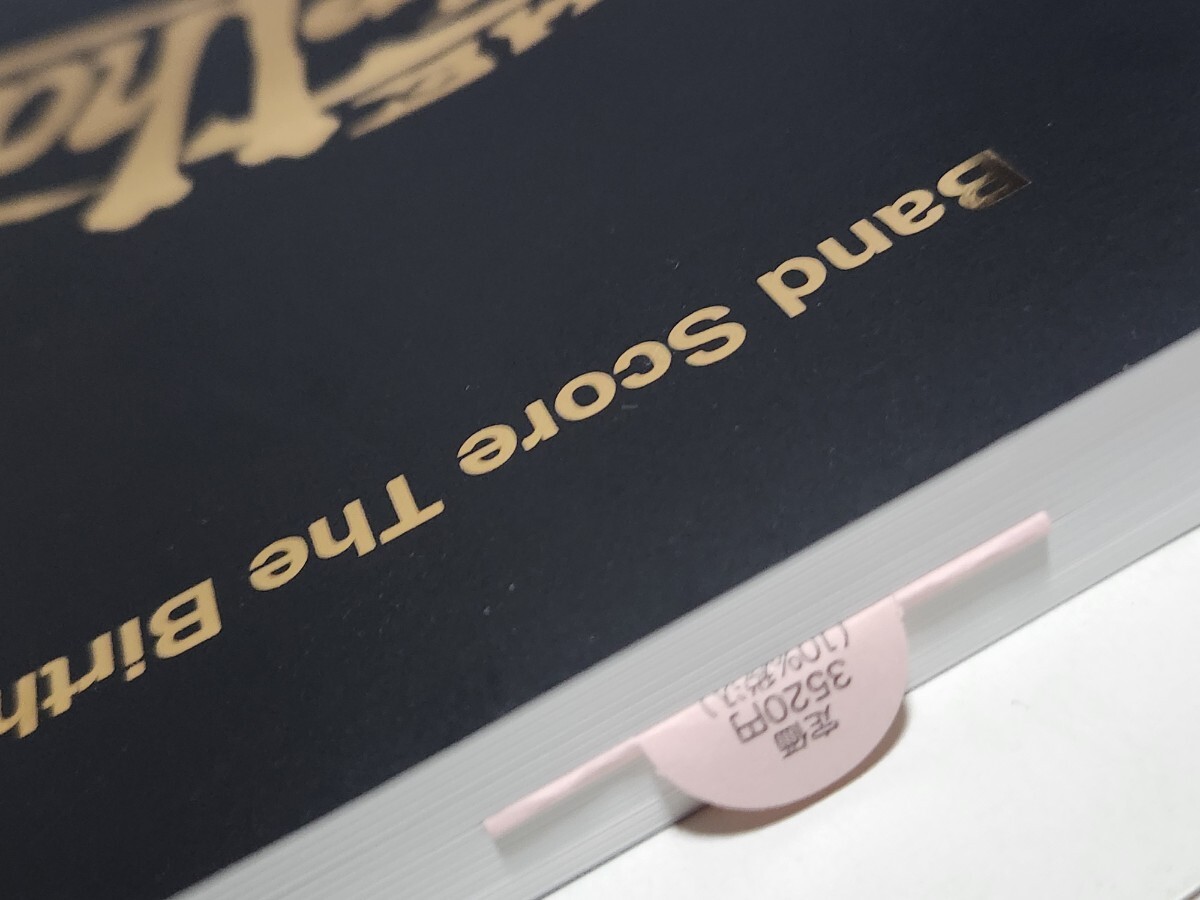 Band Score The Birth
定価
3520円
(10%税込)